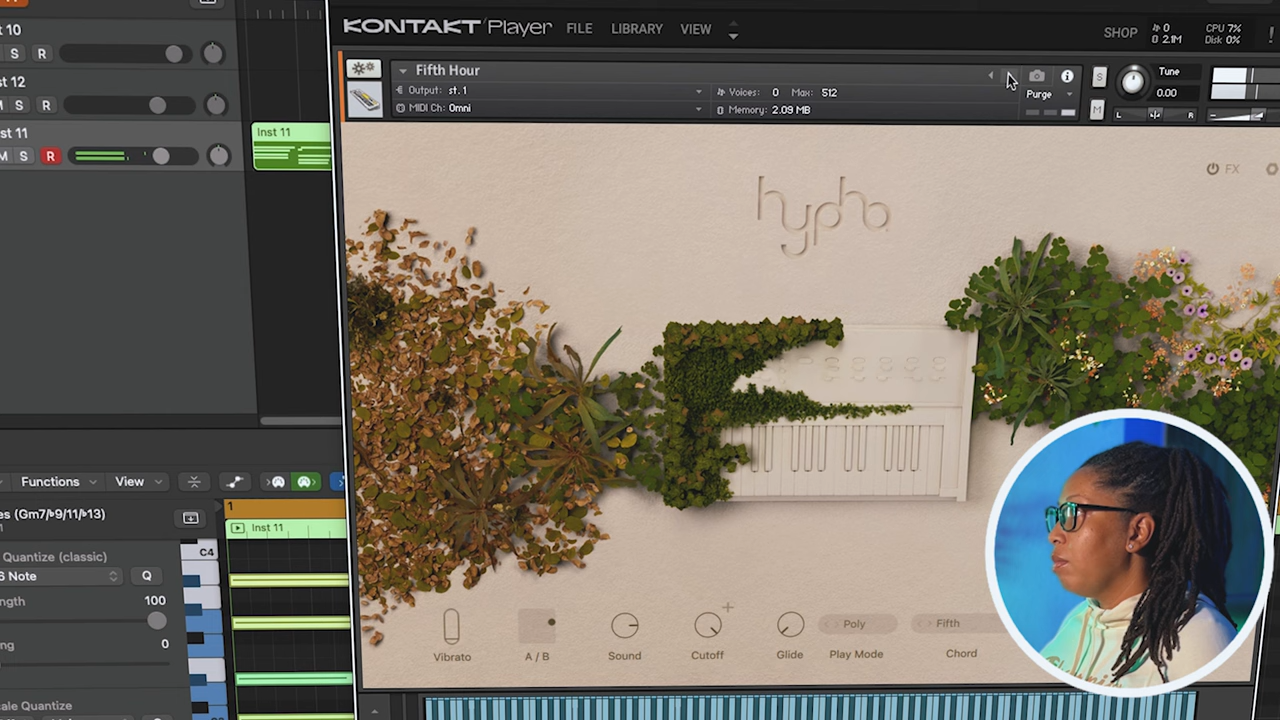 KONTAKT Player FILE LIBRARY VIEW SHOP 0 2.1M CPU 7% Disk 0% !
t 10
S R
st 12
M S R
st 11
M S R
Inst 11
Fifth Hour
Output: st. 1
Voices: 0 Max: 512
MIDI Ch: Omni
Memory: 2.09 MB
Purge
S
M
Tune
0.00
L R
FX
hypha
Functions View
es (Gm7/♭9/11/♭13)
Quantize (classic)
6 Note Q
ngth 100
ng 0
cale Quantize
1
Inst 11
C4
Vibrato
A / B
Sound
Cutoff
Glide
Poly
Play Mode
Fifth
Chord